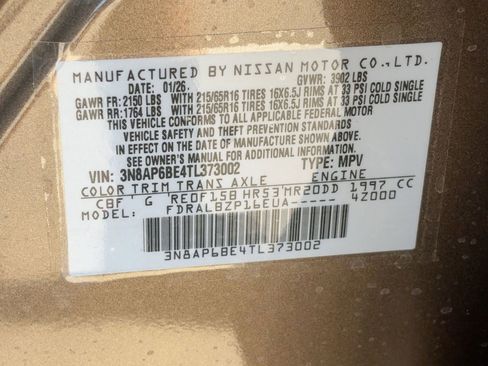 MANUFACTURED BY NISSAN MOTOR CO., LTD.
DATE: 01/26. GVWR: 3902 LBS
GAWR FR: 2150 LBS WITH 215/65R16 TIRES 16X6.5J RIMS AT 33 PSI COLD SINGLE
GAWR RR: 1764 LBS WITH 215/65R16 TIRES 16X6.5J RIMS AT 33 PSI COLD SINGLE
THIS VEHICLE CONFORMS TO ALL APPLICABLE FEDERAL MOTOR
VEHICLE SAFETY AND THEFT PREVENTION STANDARDS
IN EFFECT ON THE DATE OF MANUFACTURE SHOWN ABOVE.
SEE OWNER'S MANUAL FOR ADDITIONAL INFORMATION.
VIN: 3N8AP6BE4TL373002 TYPE: MPV
COLOR TRIM TRANS AXLE ENGINE
CBF G RE0F15B HR53 MR20DD 1997 CC
MODEL: FDRALBZP16EUA----- 4Z000
3N8AP6BE4TL373002